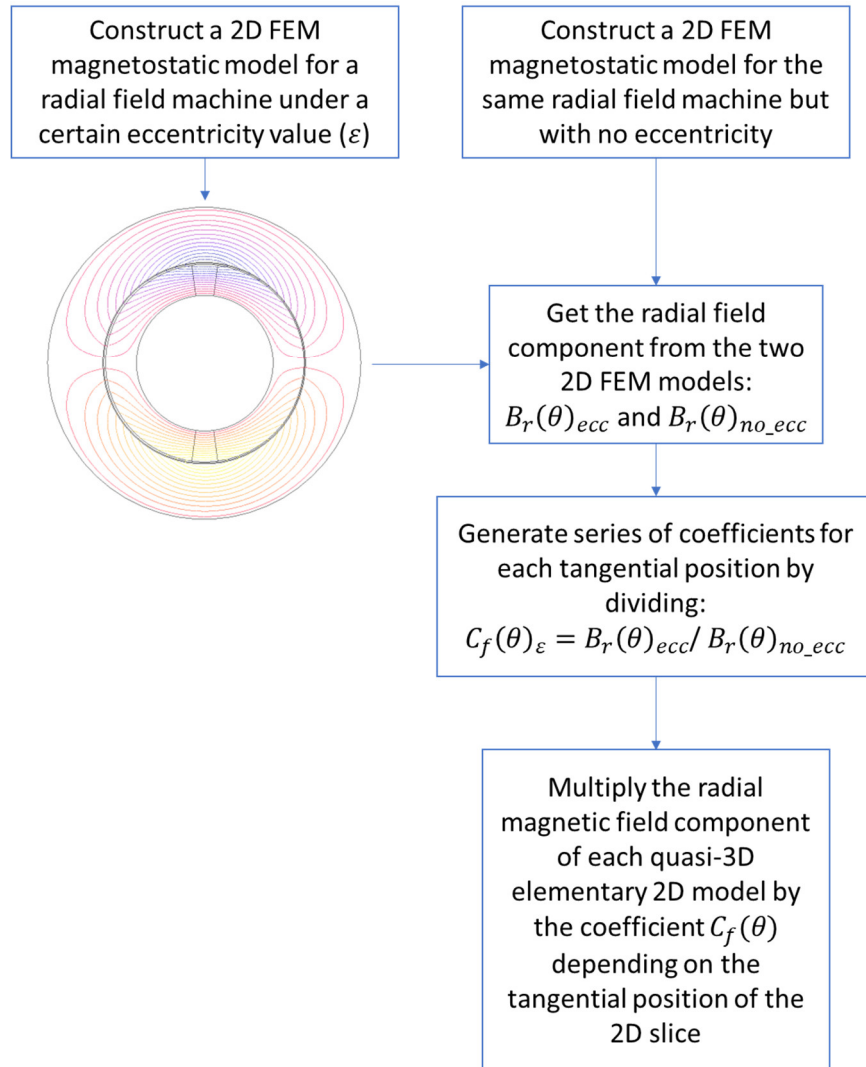 Construct a 2D FEM
magnetostatic model for a
radial field machine under a
certain eccentricity value (ε)
Construct a 2D FEM
magnetostatic model for the
same radial field machine but
with no eccentricity
Get the radial field
component from the two
2D FEM models:
B_r(θ)_{ecc} and B_r(θ)_{no_ecc}
Generate series of coefficients for
each tangential position by
dividing:
C_f(θ)_ε = B_r(θ)_{ecc}/ B_r(θ)_{no_ecc}
Multiply the radial
magnetic field component
of each quasi-3D
elementary 2D model by
the coefficient C_f(θ)
depending on the
tangential position of the
2D slice